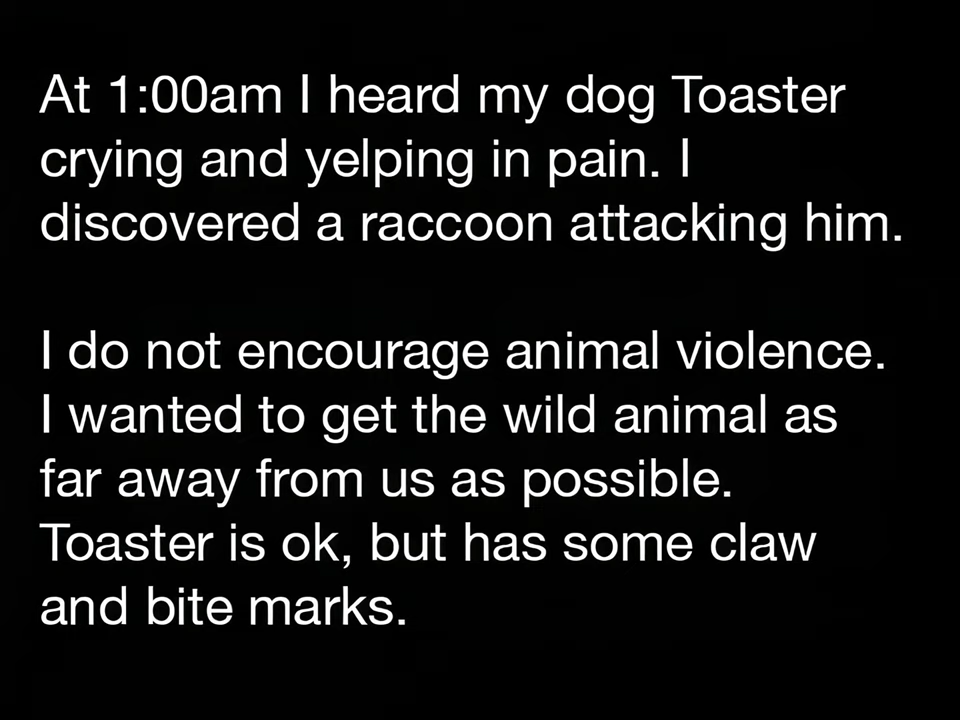 At 1:00am I heard my dog Toaster
crying and yelping in pain. I
discovered a raccoon attacking him.
I do not encourage animal violence.
I wanted to get the wild animal as
far away from us as possible.
Toaster is ok, but has some claw
and bite marks.